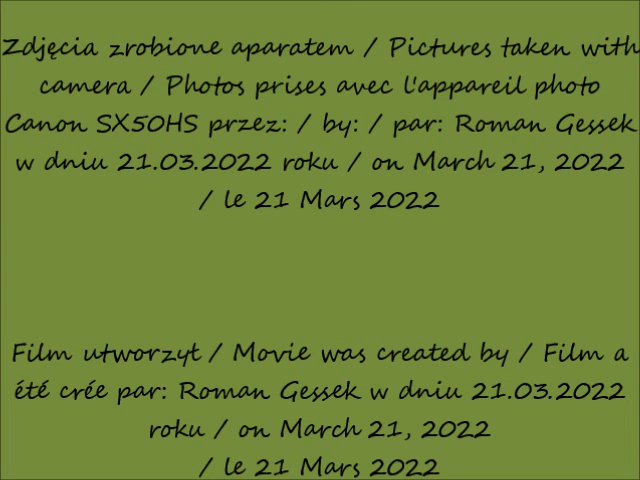 Zdjęcia zrobione aparatem / Pictures taken with
camera / Photos prises avec l'appareil photo
Canon SX50HS przez: / by: / par: Roman Gessek
w dniu 21.03.2022 roku / on March 21, 2022
/ le 21 Mars 2022
Film utworzył / Movie was created by / Film a
été crée par: Roman Gessek w dniu 21.03.2022
roku / on March 21, 2022
/ le 21 Mars 2022